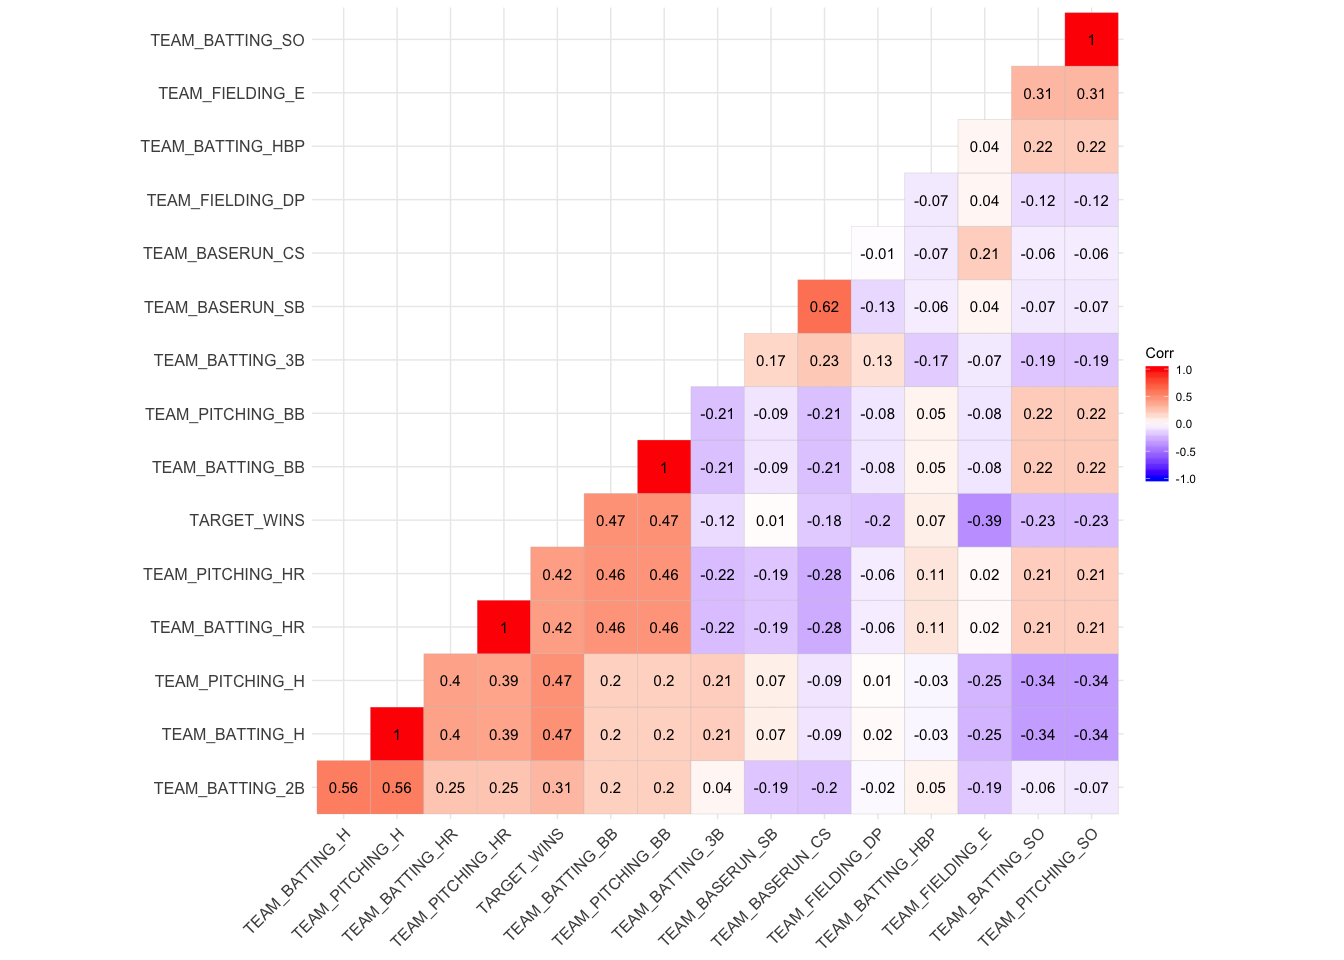 TEAM_BATTING_SO 1
TEAM_FIELDING_E 0.31 0.31
TEAM_BATTING_HBP 0.04 0.22 0.22
TEAM_FIELDING_DP -0.07 0.04 -0.12 -0.12
TEAM_BASERUN_CS -0.01 -0.07 0.21 -0.06 -0.06
TEAM_BASERUN_SB 0.62 -0.13 -0.06 0.04 -0.07 -0.07
TEAM_BATTING_3B 0.17 0.23 0.13 -0.17 -0.07 -0.19 -0.19
TEAM_PITCHING_BB -0.21 -0.09 -0.21 -0.08 0.05 -0.08 0.22 0.22
TEAM_BATTING_BB 1 -0.21 -0.09 -0.21 -0.08 0.05 -0.08 0.22 0.22
TARGET_WINS 0.47 0.47 -0.12 0.01 -0.18 -0.2 0.07 -0.39 -0.23 -0.23
TEAM_PITCHING_HR 0.42 0.46 0.46 -0.22 -0.19 -0.28 -0.06 0.11 0.02 0.21 0.21
TEAM_BATTING_HR 1 0.42 0.46 0.46 -0.22 -0.19 -0.28 -0.06 0.11 0.02 0.21 0.21
TEAM_PITCHING_H 0.4 0.39 0.47 0.2 0.2 0.21 0.07 -0.09 0.01 -0.03 -0.25 -0.34 -0.34
TEAM_BATTING_H 1 0.4 0.39 0.47 0.2 0.2 0.21 0.07 -0.09 0.02 -0.03 -0.25 -0.34 -0.34
TEAM_BATTING_2B 0.56 0.56 0.25 0.25 0.31 0.2 0.2 0.04 -0.19 -0.2 -0.02 0.05 -0.19 -0.06 -0.07
TEAM_BATTING_H
TEAM_PITCHING_H
TEAM_BATTING_HR
TEAM_PITCHING_HR
TARGET_WINS
TEAM_BATTING_BB
TEAM_PITCHING_BB
TEAM_BATTING_3B
TEAM_BASERUN_SB
TEAM_BASERUN_CS
TEAM_FIELDING_DP
TEAM_BATTING_HBP
TEAM_FIELDING_E
TEAM_BATTING_SO
TEAM_PITCHING_SO
Corr
1.0
0.5
0.0
-0.5
-1.0